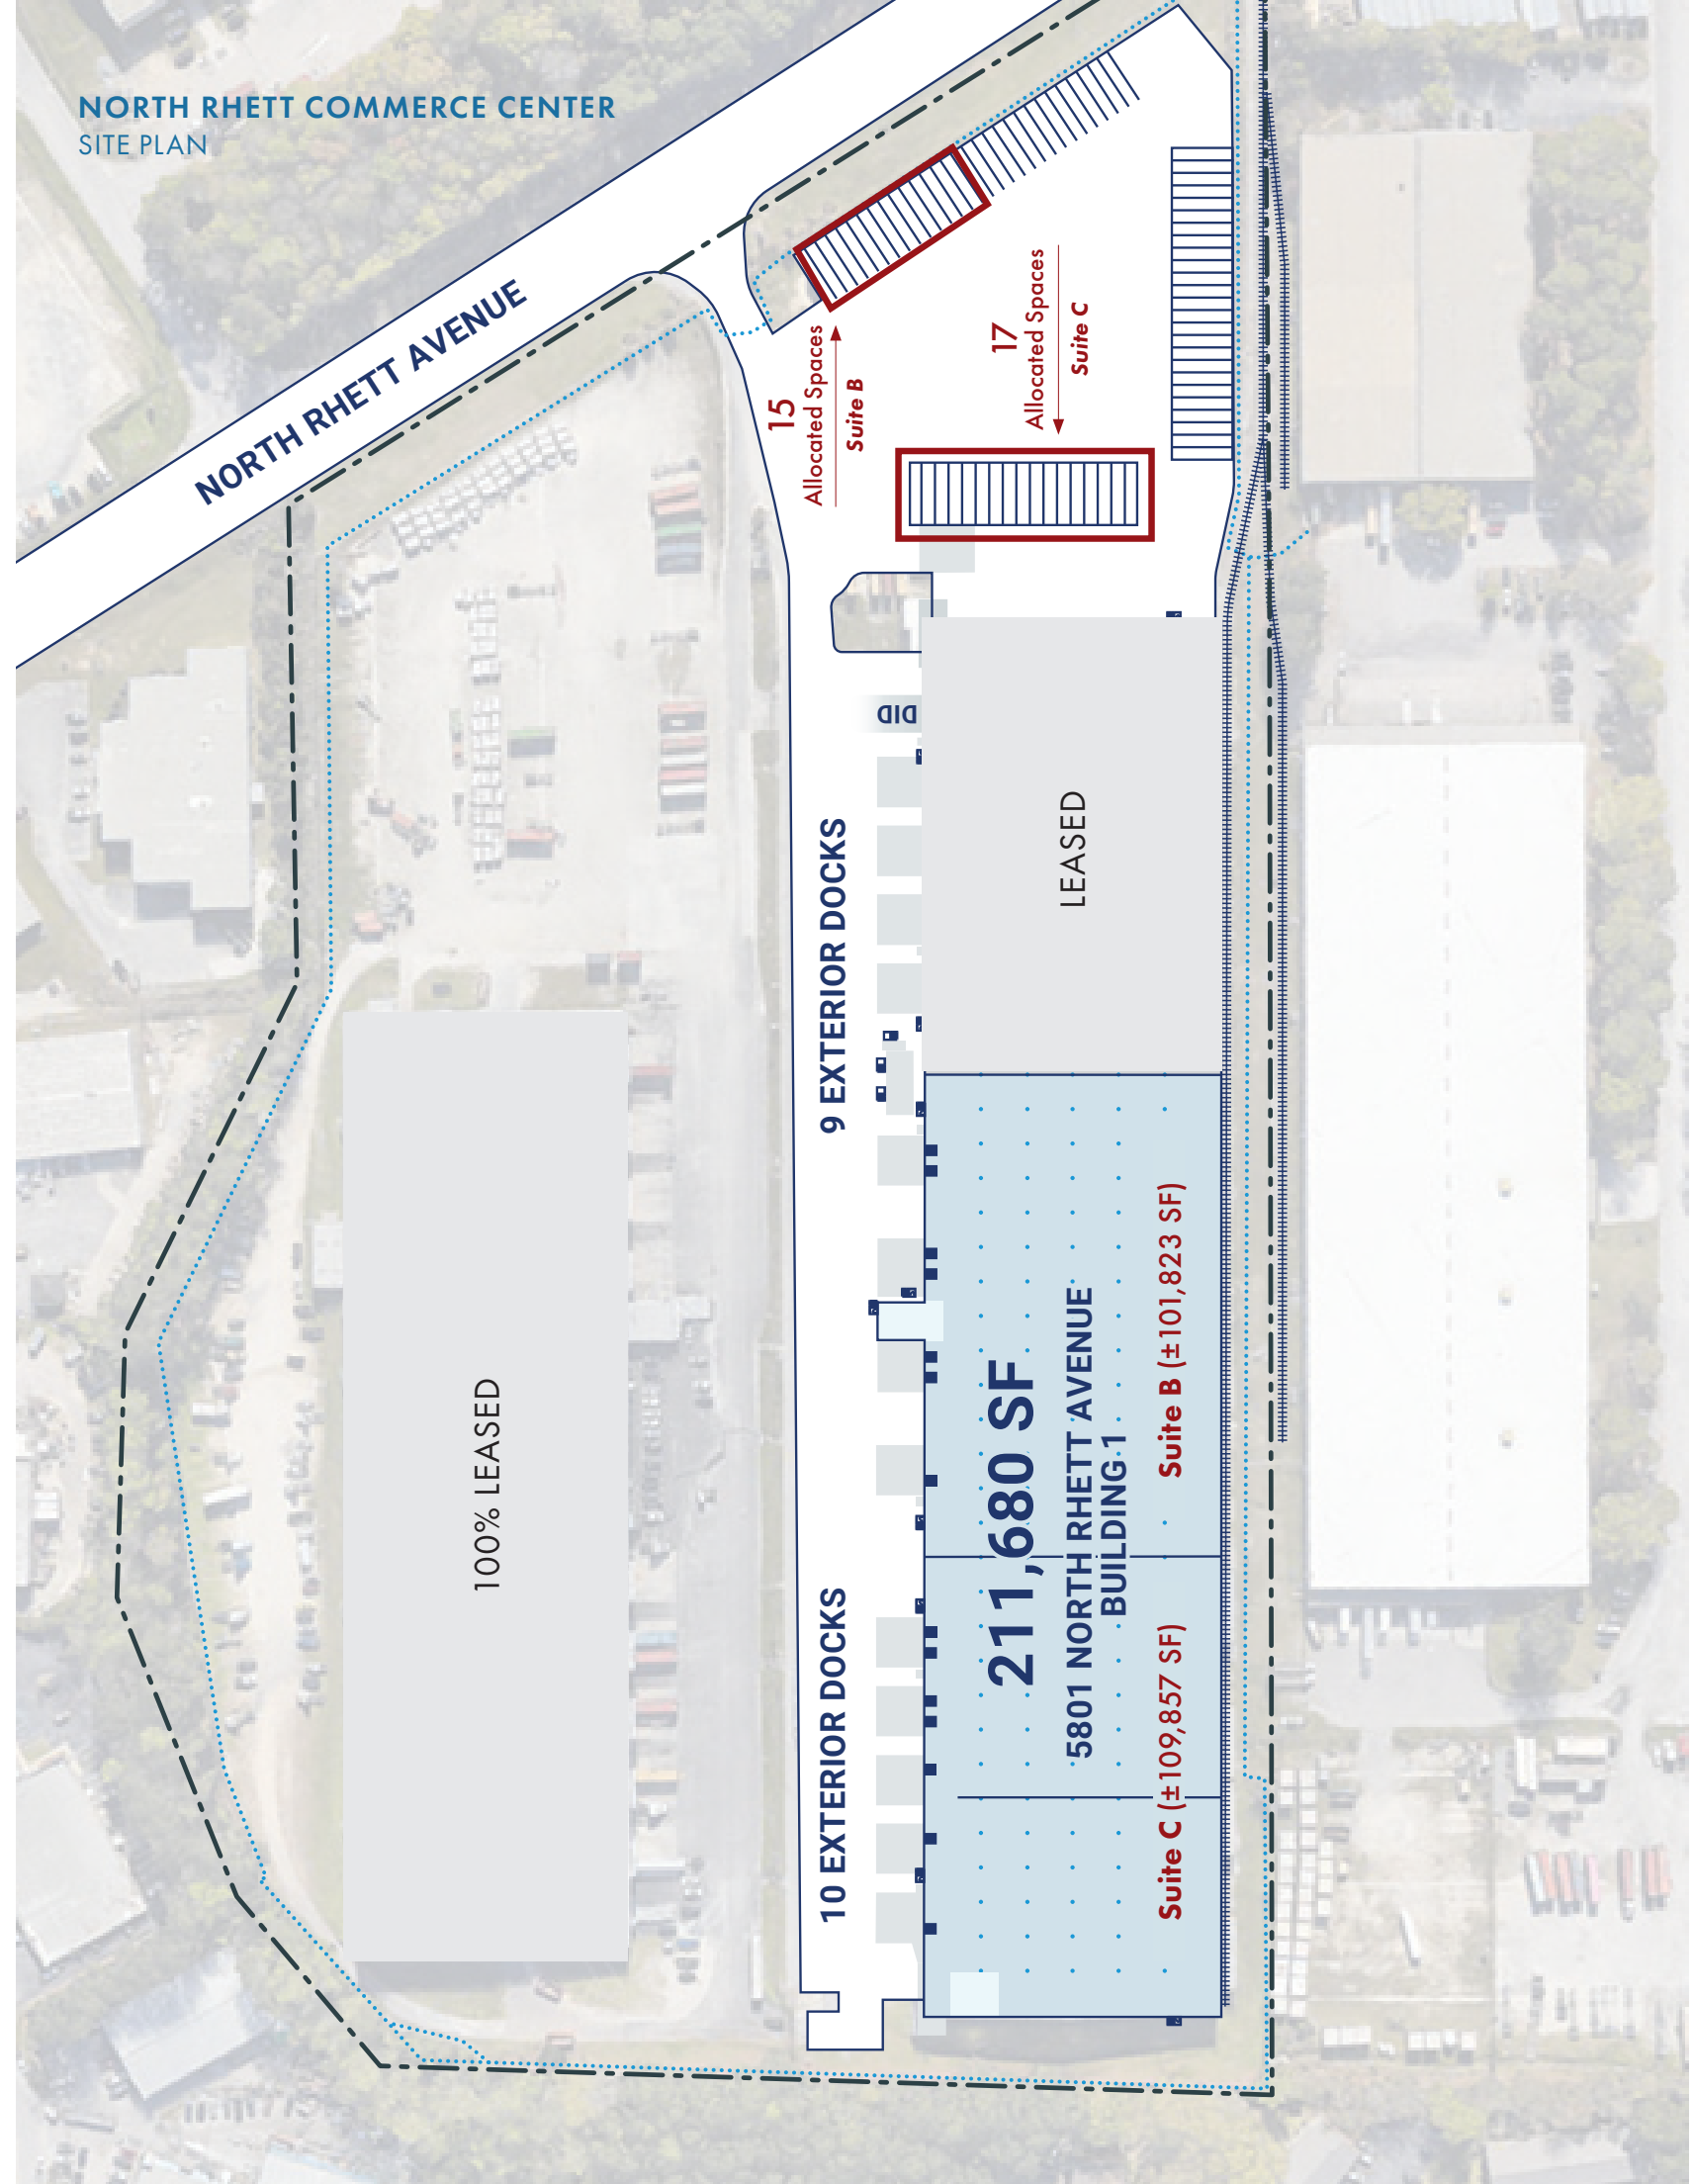 NORTH RHETT COMMERCE CENTER
SITE PLAN
NORTH RHETT AVENUE
15
Allocated Spaces
Suite B
17
Allocated Spaces
Suite C
DID
9 EXTERIOR DOCKS
LEASED
100% LEASED
10 EXTERIOR DOCKS
211,680 SF
5801 NORTH RHETT AVENUE
BUILDING 1
Suite B (±101,823 SF)
Suite C (±109,857 SF)